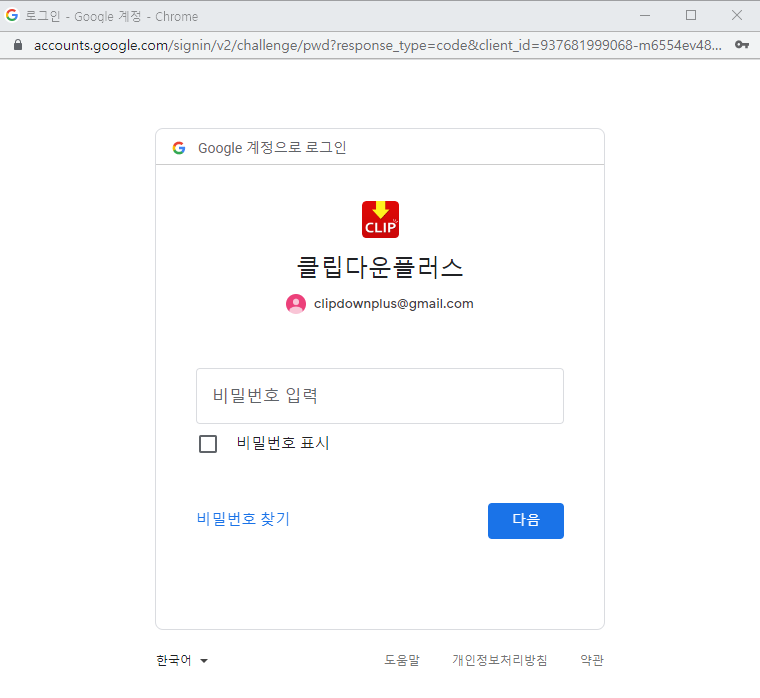 로그인 - Google 계정 - Chrome
accounts.google.com/signin/v2/challenge/pwd?response_type=code&client_id=937681999068-m6554ev48...
Google 계정으로 로그인
CLIP
클립다운플러스
clipdownplus@gmail.com
비밀번호 입력
비밀번호 표시
비밀번호 찾기 다음
한국어 도움말 개인정보처리방침 약관